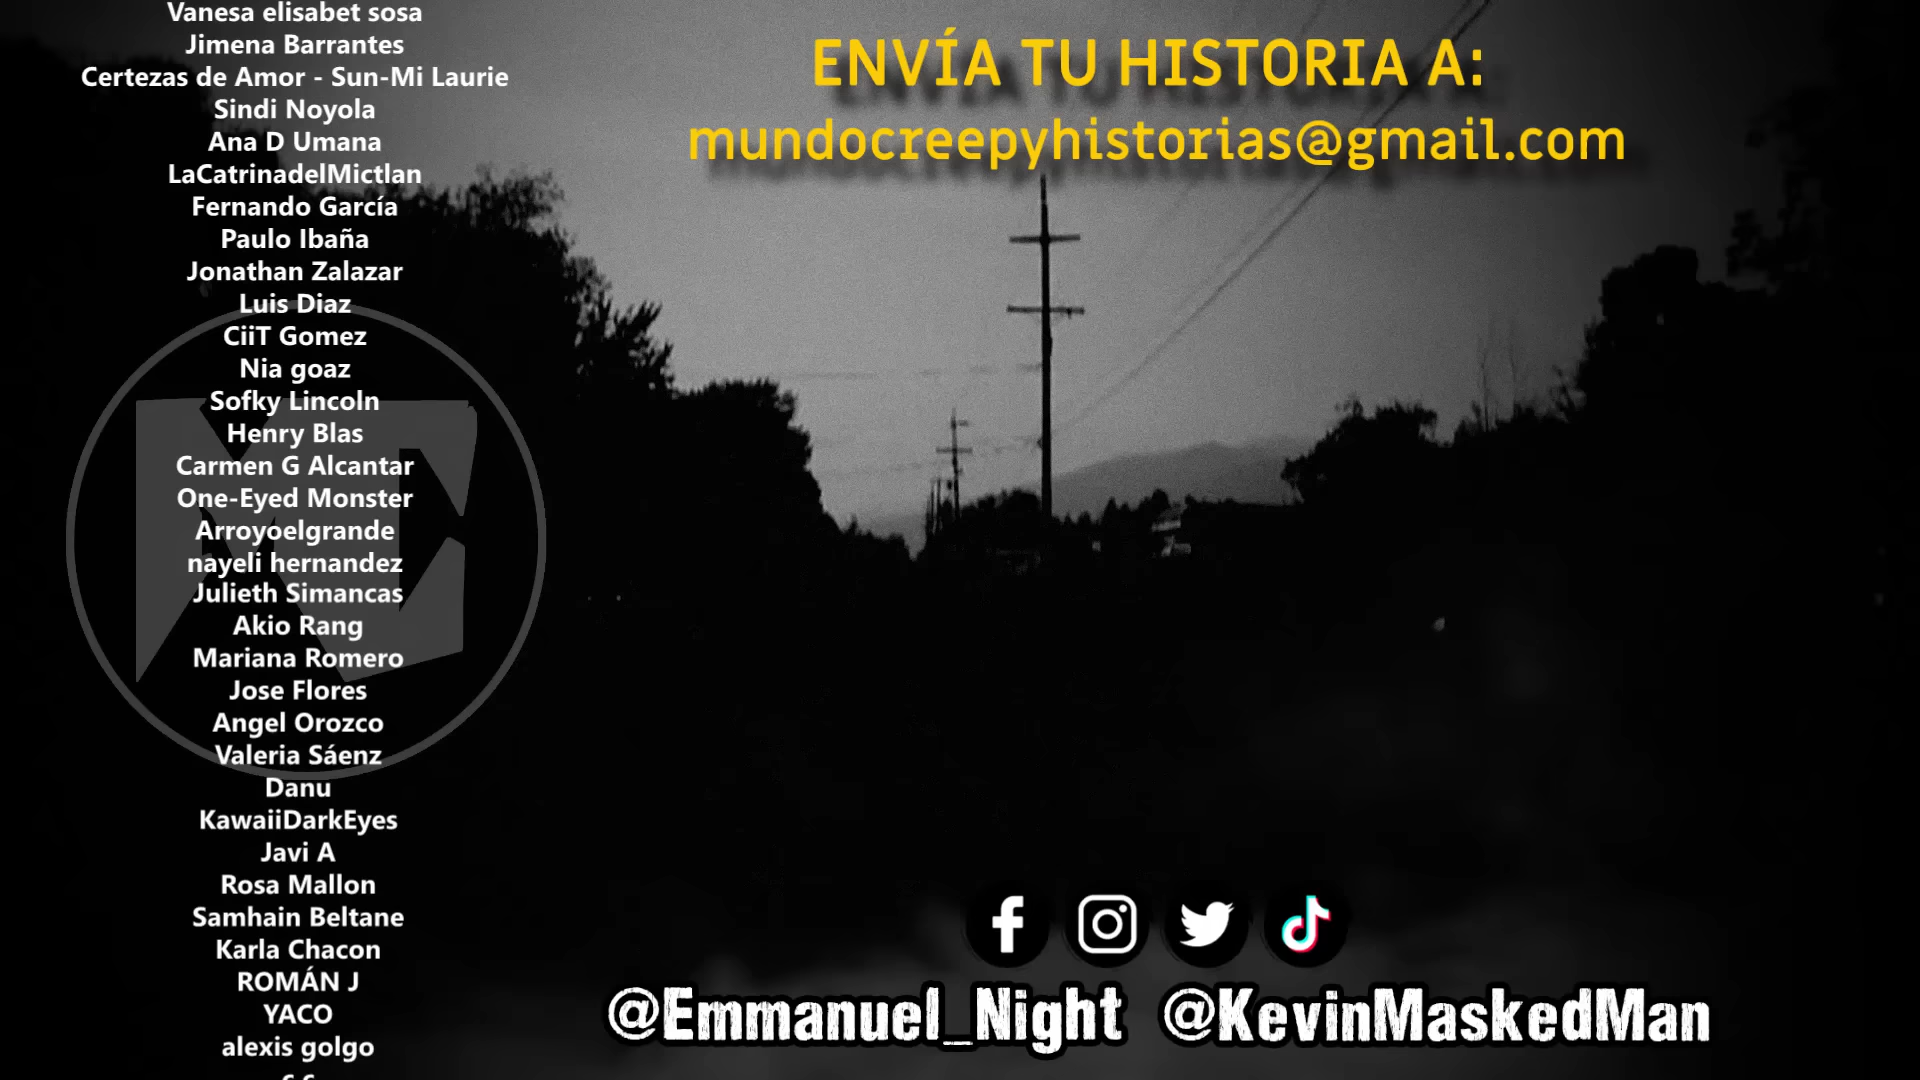 Vanesa elisabet sosa
Jimena Barrantes
Certezas de Amor - Sun-Mi Laurie
Sindi Noyola
Ana D Umana
LaCatrinadelMictlan
Fernando García
Paulo Ibaña
Jonathan Zalazar
Luis Diaz
CiiT Gomez
Nia goaz
Sofky Lincoln
Henry Blas
Carmen G Alcantar
One-Eyed Monster
Arroyoelgrande
nayeli hernandez
Julieth Simancas
Akio Rang
Mariana Romero
Jose Flores
Angel Orozco
Valeria Sáenz
Danu
KawaiiDarkEyes
Javi A
Rosa Mallon
Samhain Beltane
Karla Chacon
ROMÁN J
YACO
alexis golgo
ENVÍA TU HISTORIA A:
mundocreepyhistorias@gmail.com
@Emmanuel_Night @KevinMaskedMan